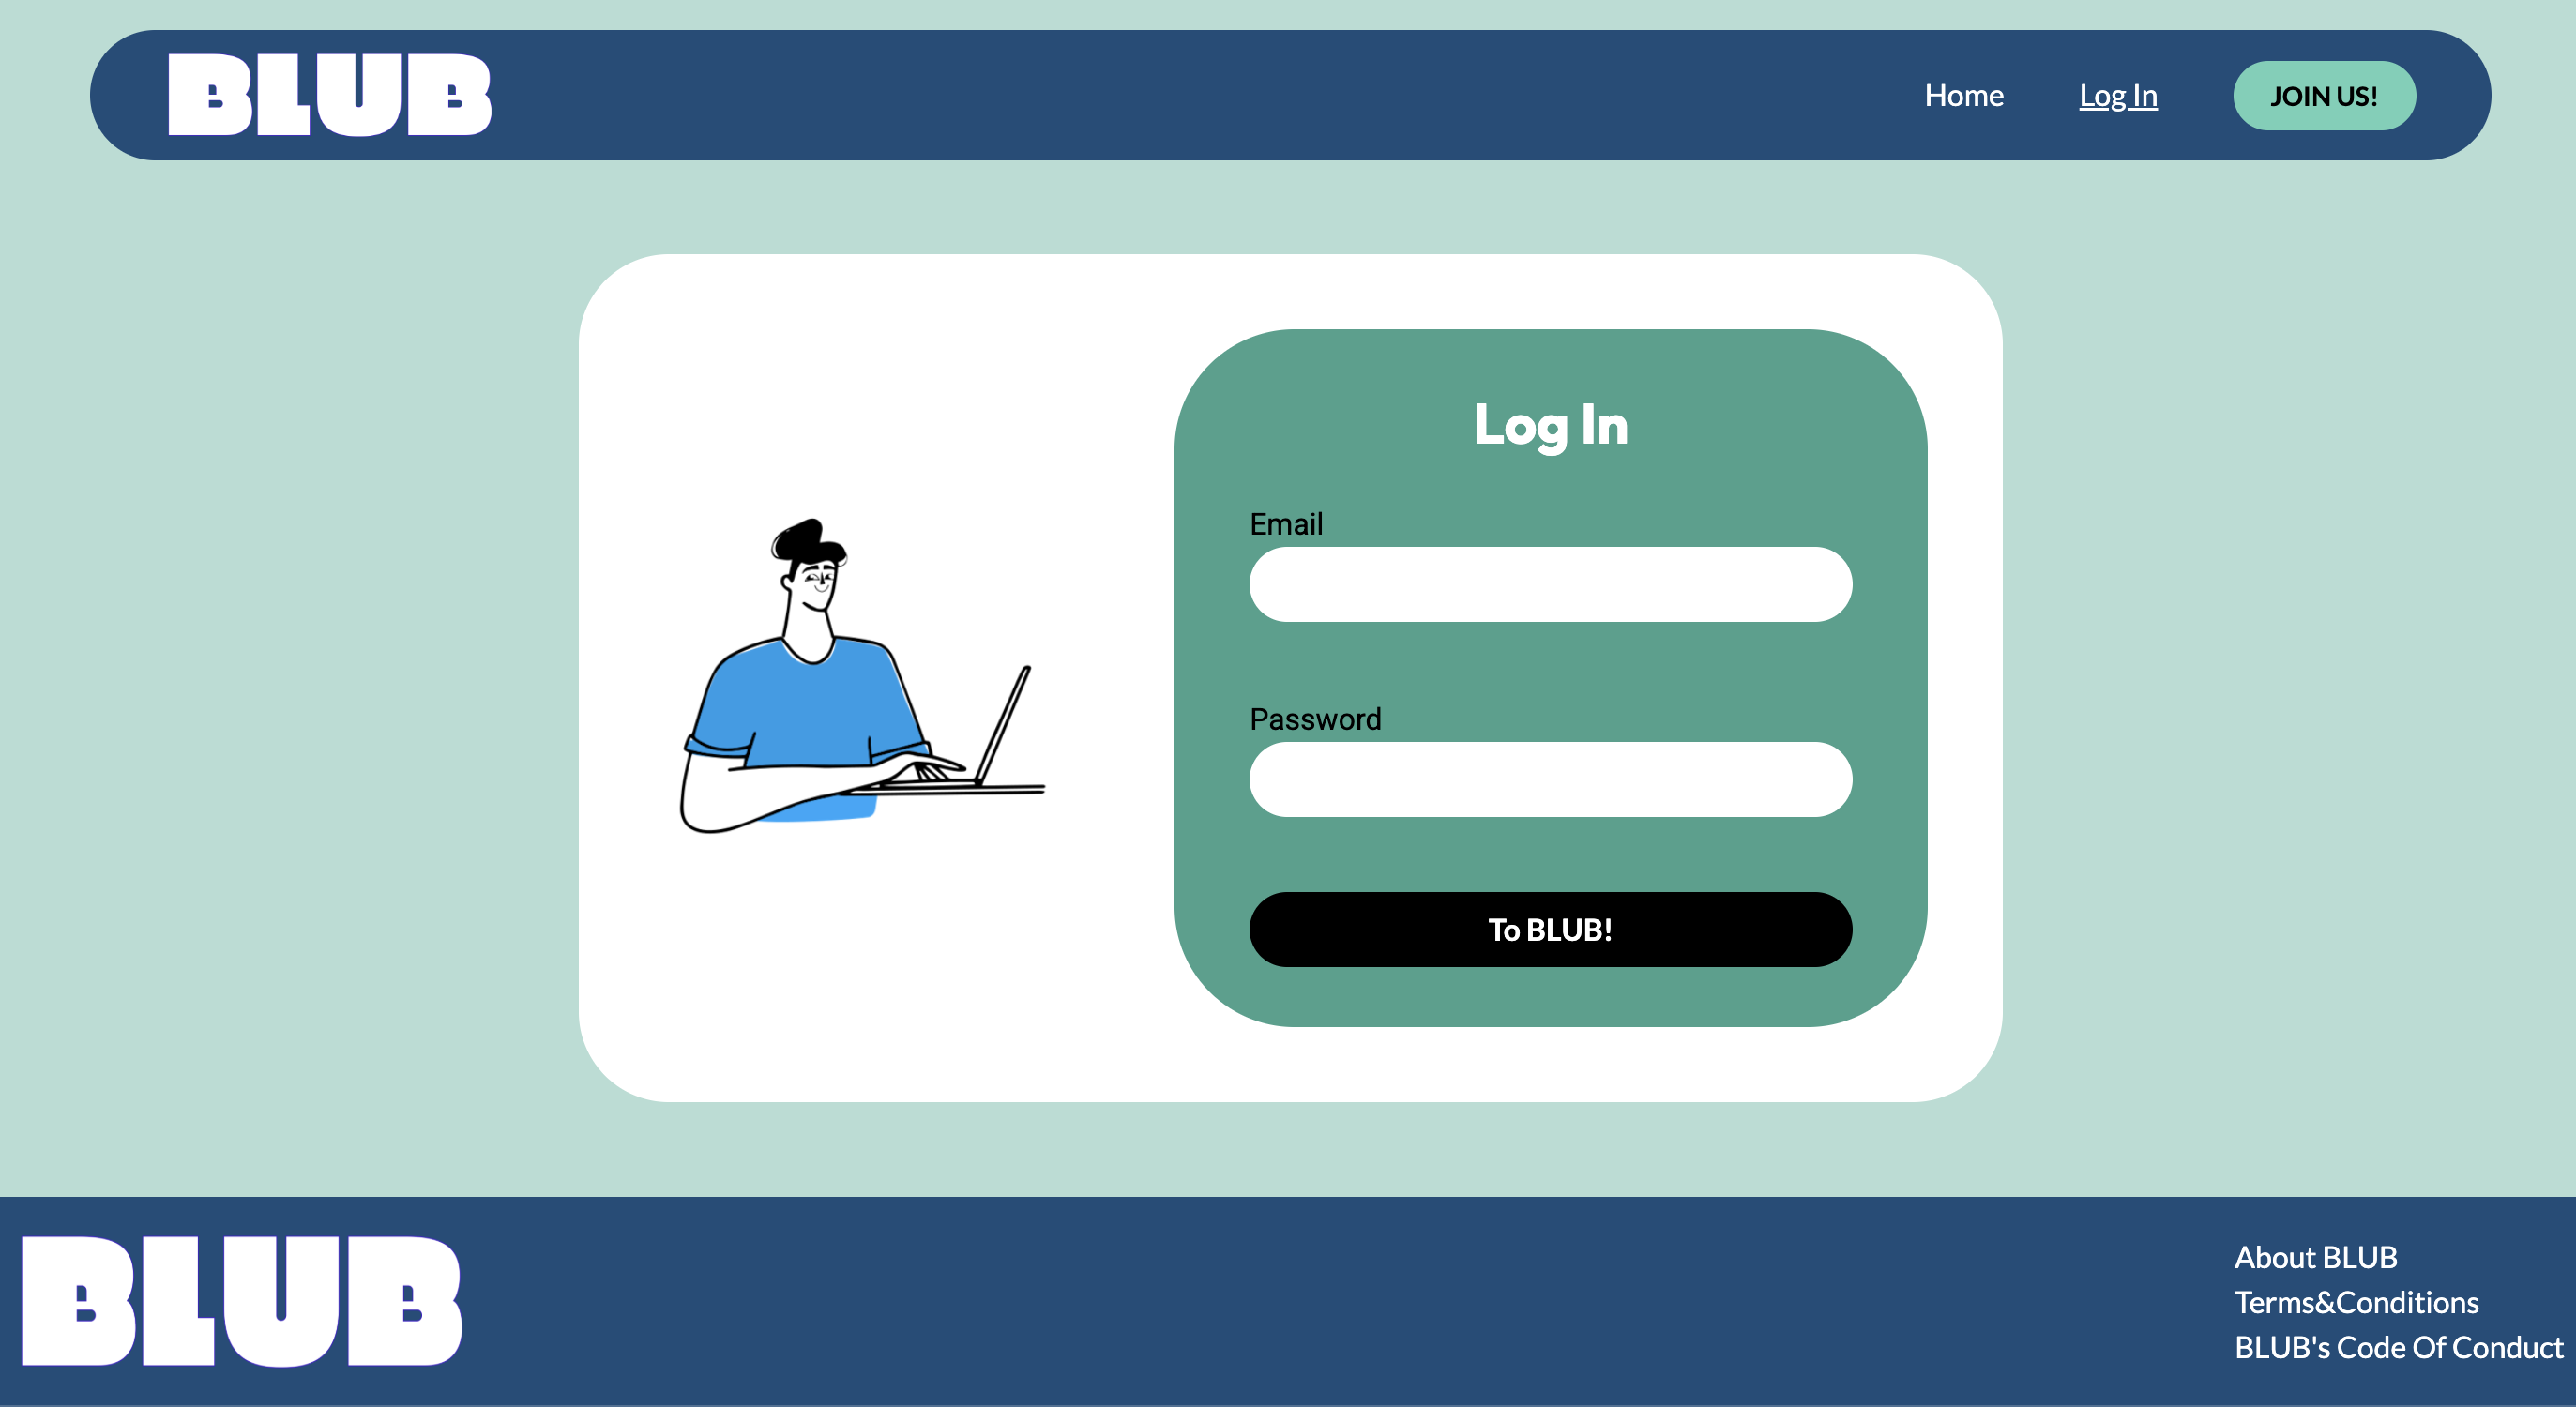 BLUB
Home
Log In
JOIN US!
Log In
Email
Password
To BLUB!
BLUB
About BLUB
Terms&Conditions
BLUB's Code Of Conduct